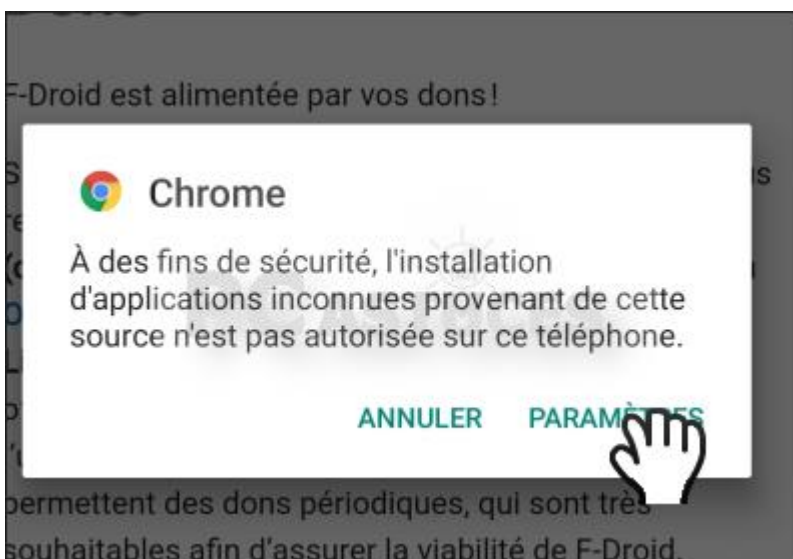 F-Droid est alimentée par vos dons !
Chrome
À des fins de sécurité, l'installation
d'applications inconnues provenant de cette
source n'est pas autorisée sur ce téléphone.
ANNULER PARAMÈTRES
permettent des dons périodiques, qui sont très
souhaitables afin d'assurer la viabilité de F-Droid